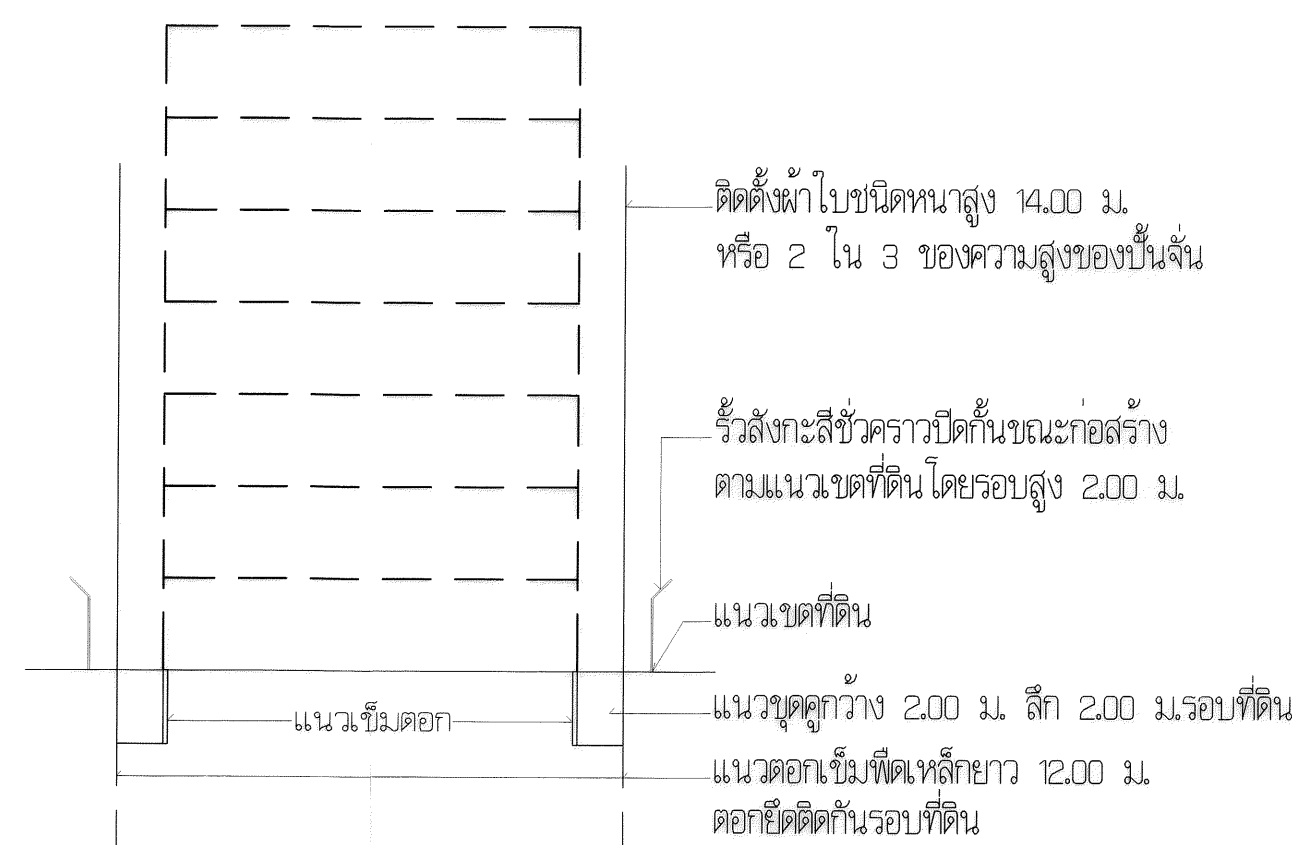 ติดตั้งผ้าใบชนิดหนาสูง 14.00 ม.
หรือ 2 ใน 3 ของความสูงของปั้นจั่น
รั้วสังกะสีชั่วคราวปิดกั้นขณะก่อสร้าง
ตามแนวเขตที่ดินโดยรอบสูง 2.00 ม.
แนวเขตที่ดิน
แนวขุดคูกว้าง 2.00 ม. ลึก 2.00 ม.รอบที่ดิน
แนวเข็มตอก
แนวตอกเข็มพืดเหล็กยาว 12.00 ม.
ตอกยึดติดกันรอบที่ดิน